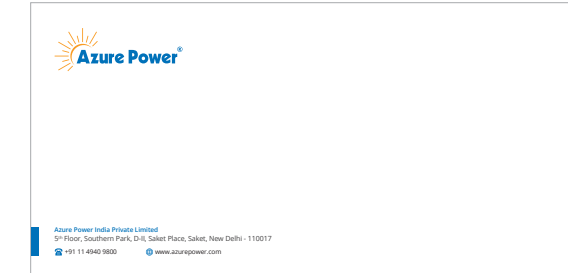 Azure Power®
Azure Power India Private Limited
5th Floor, Southern Park, D-II, Saket Place, Saket, New Delhi - 110017
+91 11 4940 9800 www.azurepower.com